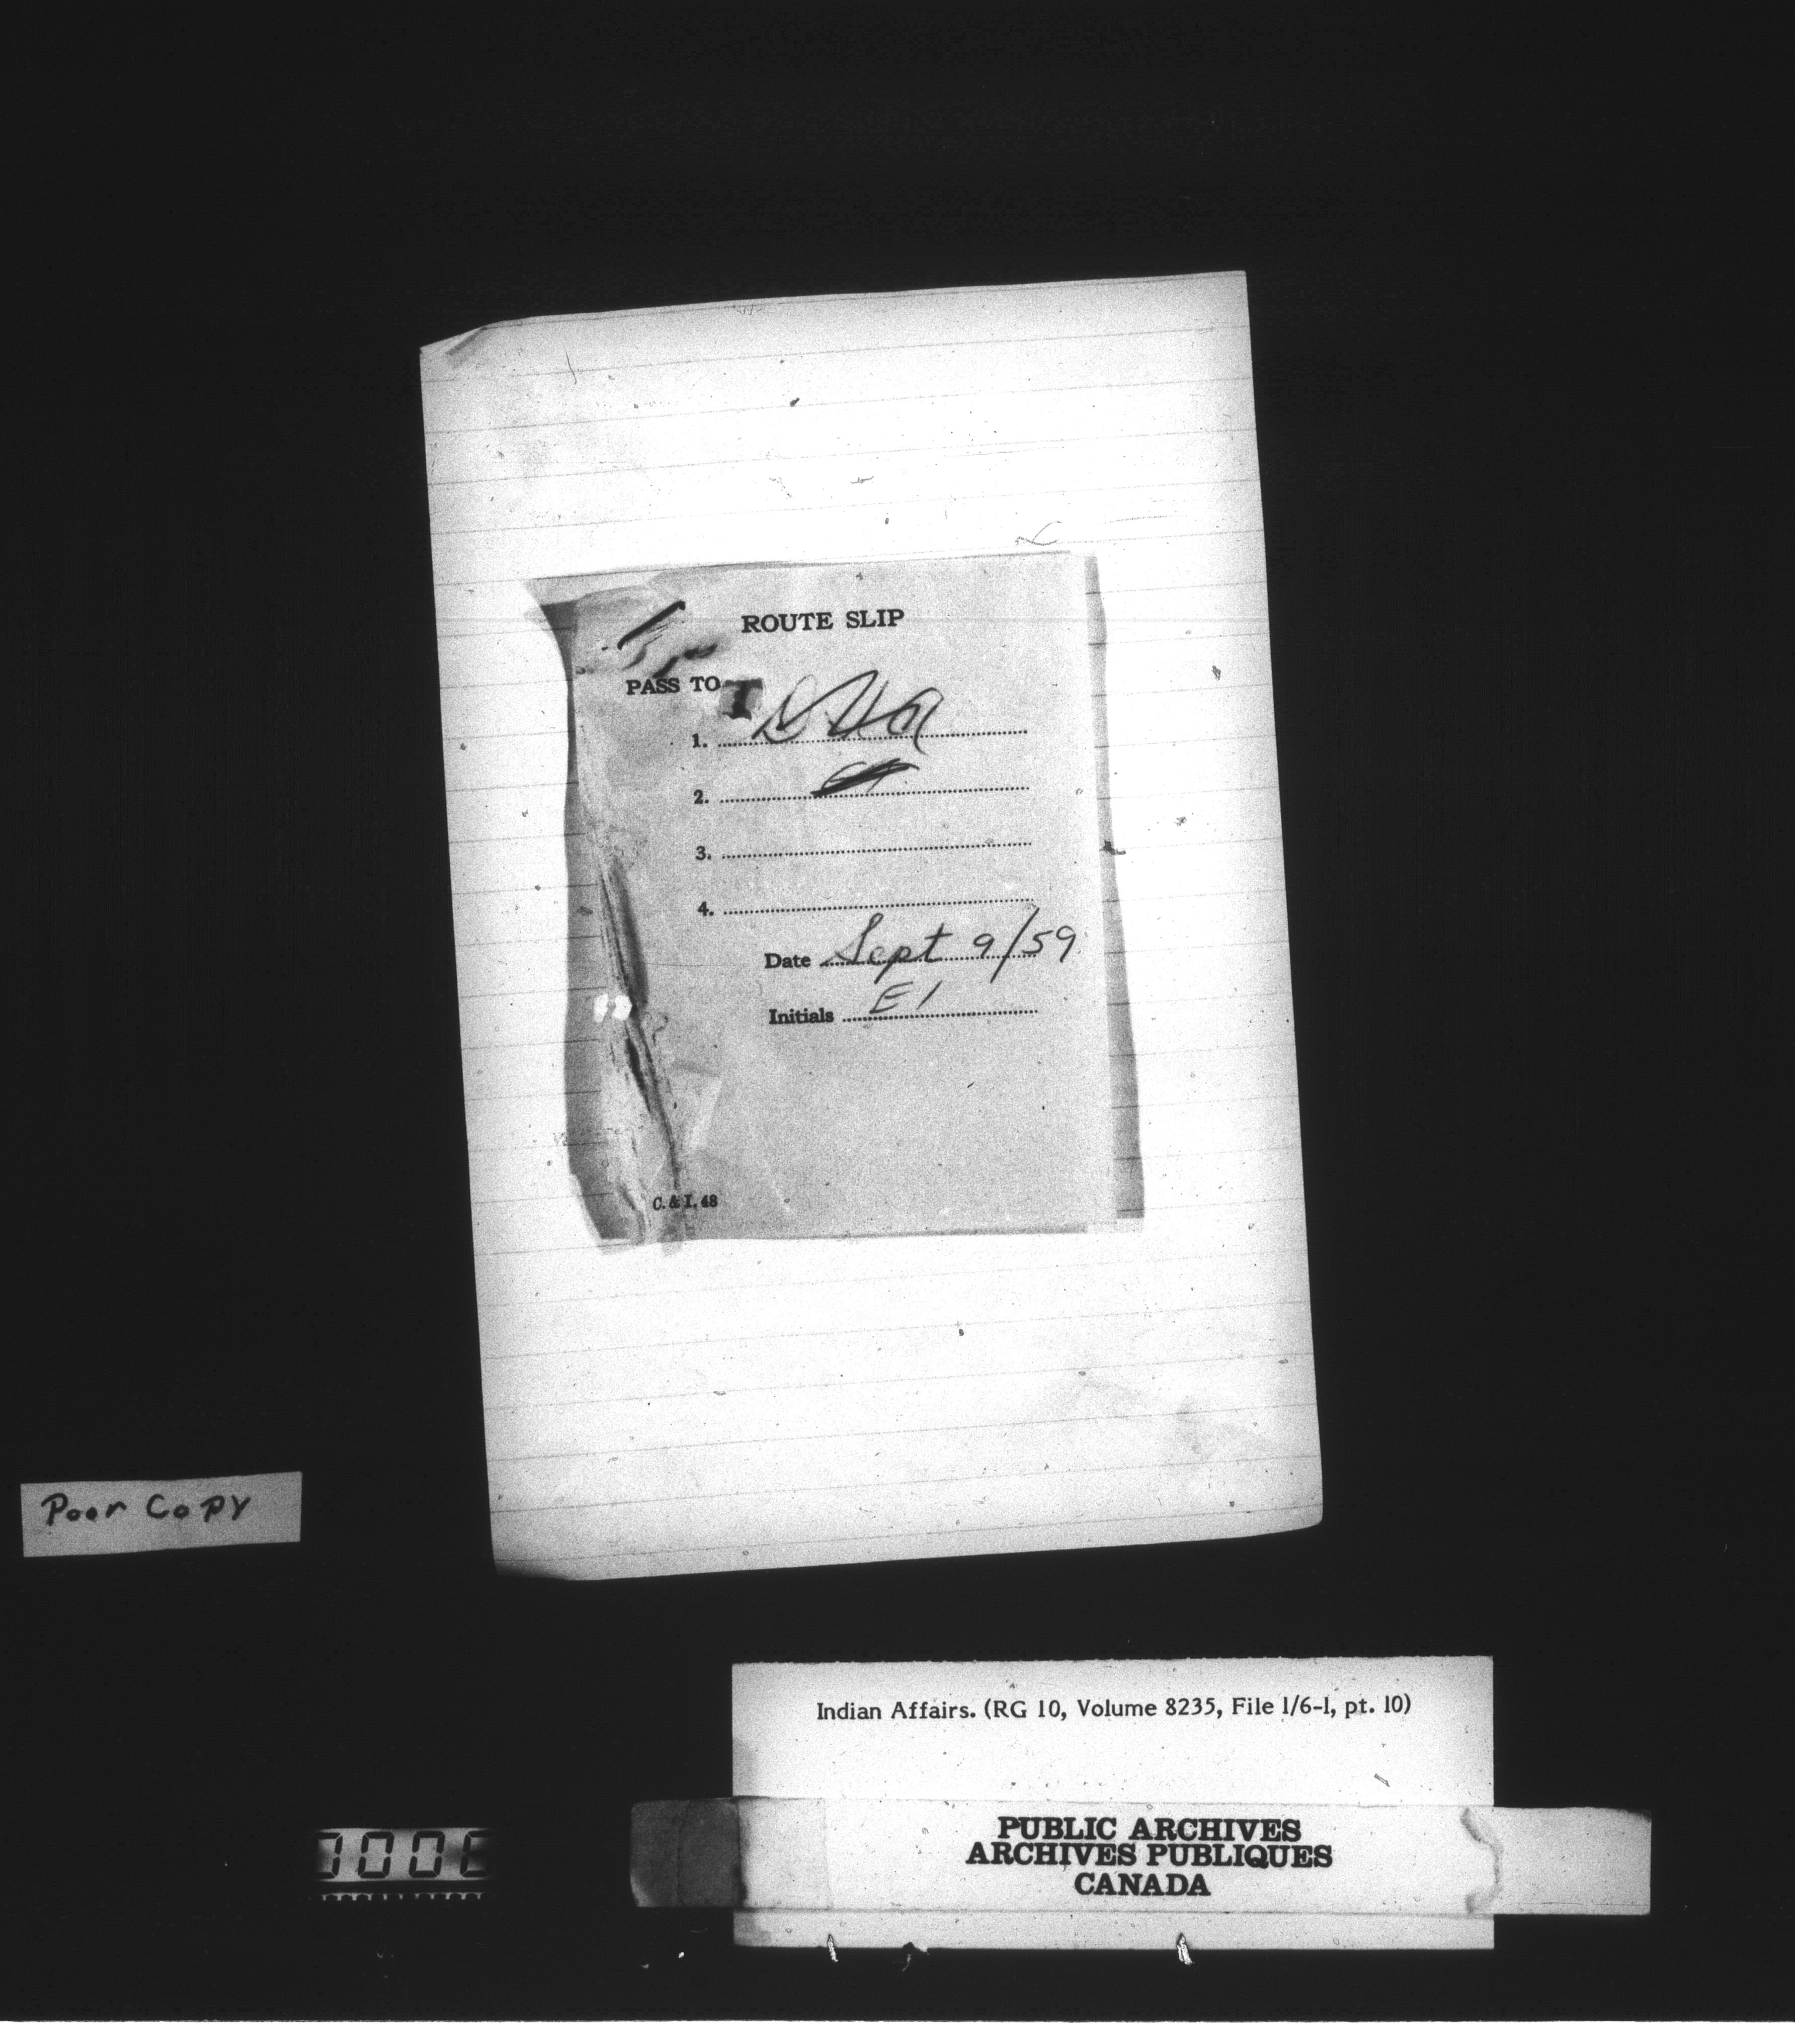 ROUTE SLIP
PASS TO
1.
2.
3.
4.
Date Sept 9/59
Initials E1
C. & I. 48
Poor Copy
Indian Affairs. (RG 10, Volume 8235, File 1/6-1, pt. 10)
PUBLIC ARCHIVES
ARCHIVES PUBLIQUES
CANADA